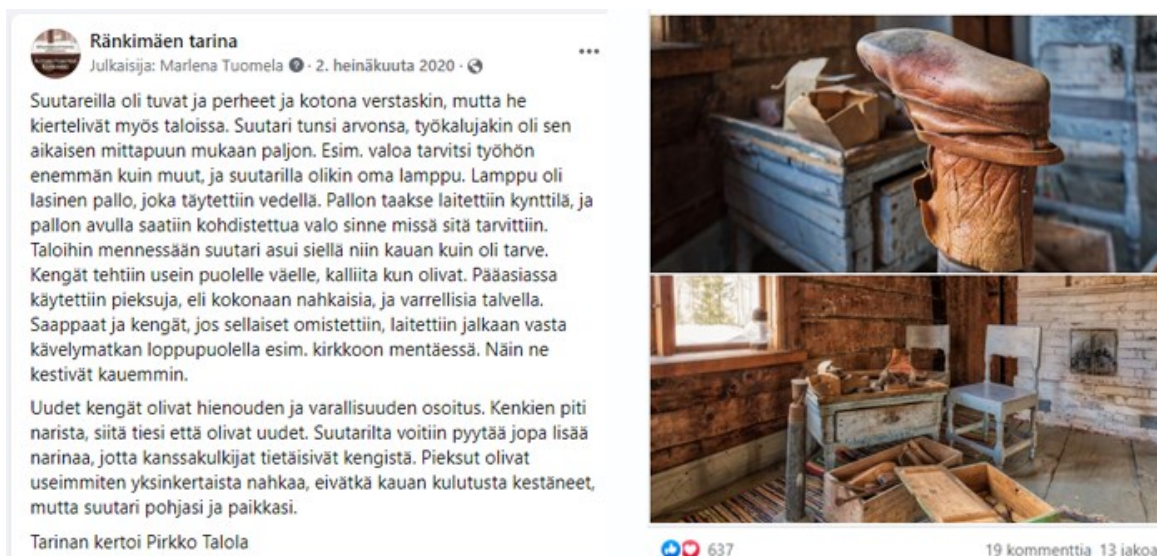 Ränkimäen tarina
Julkaisija: Marlena Tuomela · 2. heinäkuuta 2020 ·
Suutareilla oli tuvat ja perheet ja kotona verstaskin, mutta he
kiertelivät myös taloissa. Suutari tunsi arvonsa, työkalujakin oli sen
aikaisen mittapuun mukaan paljon. Esim. valoa tarvitsi työhön
enemmän kuin muut, ja suutarilla olikin oma lamppu. Lamppu oli
lasinen pallo, joka täytettiin vedellä. Pallon taakse laitettiin kynttilä, ja
pallon avulla saatiin kohdistettua valo sinne missä sitä tarvittiin.
Taloihin mennessään suutari asui siellä niin kauan kuin oli tarve.
Kengät tehtiin usein puolelle väelle, kalliita kun olivat. Pääasiassa
käytettiin pieksuja, eli kokonaan nahkaisia, ja varrellisia talvella.
Saappaat ja kengät, jos sellaiset omistettiin, laitettiin jalkaan vasta
kävelymatkan loppupuolella esim. kirkkoon mentäessä. Näin ne
kestivät kauemmin.
Uudet kengät olivat hienouden ja varallisuuden osoitus. Kenkien piti
narista, siitä tiesi että olivat uudet. Suutarilta voitiin pyytää jopa lisää
narinaa, jotta kanssakulkijat tietäisivät kengistä. Pieksut olivat
useimmiten yksinkertaista nahkaa, eivätkä kauan kulutusta kestäneet,
mutta suutari pohjasi ja paikkasi.
Tarinan kertoi Pirkko Talola
637
19 kommenttia 13 jakoa